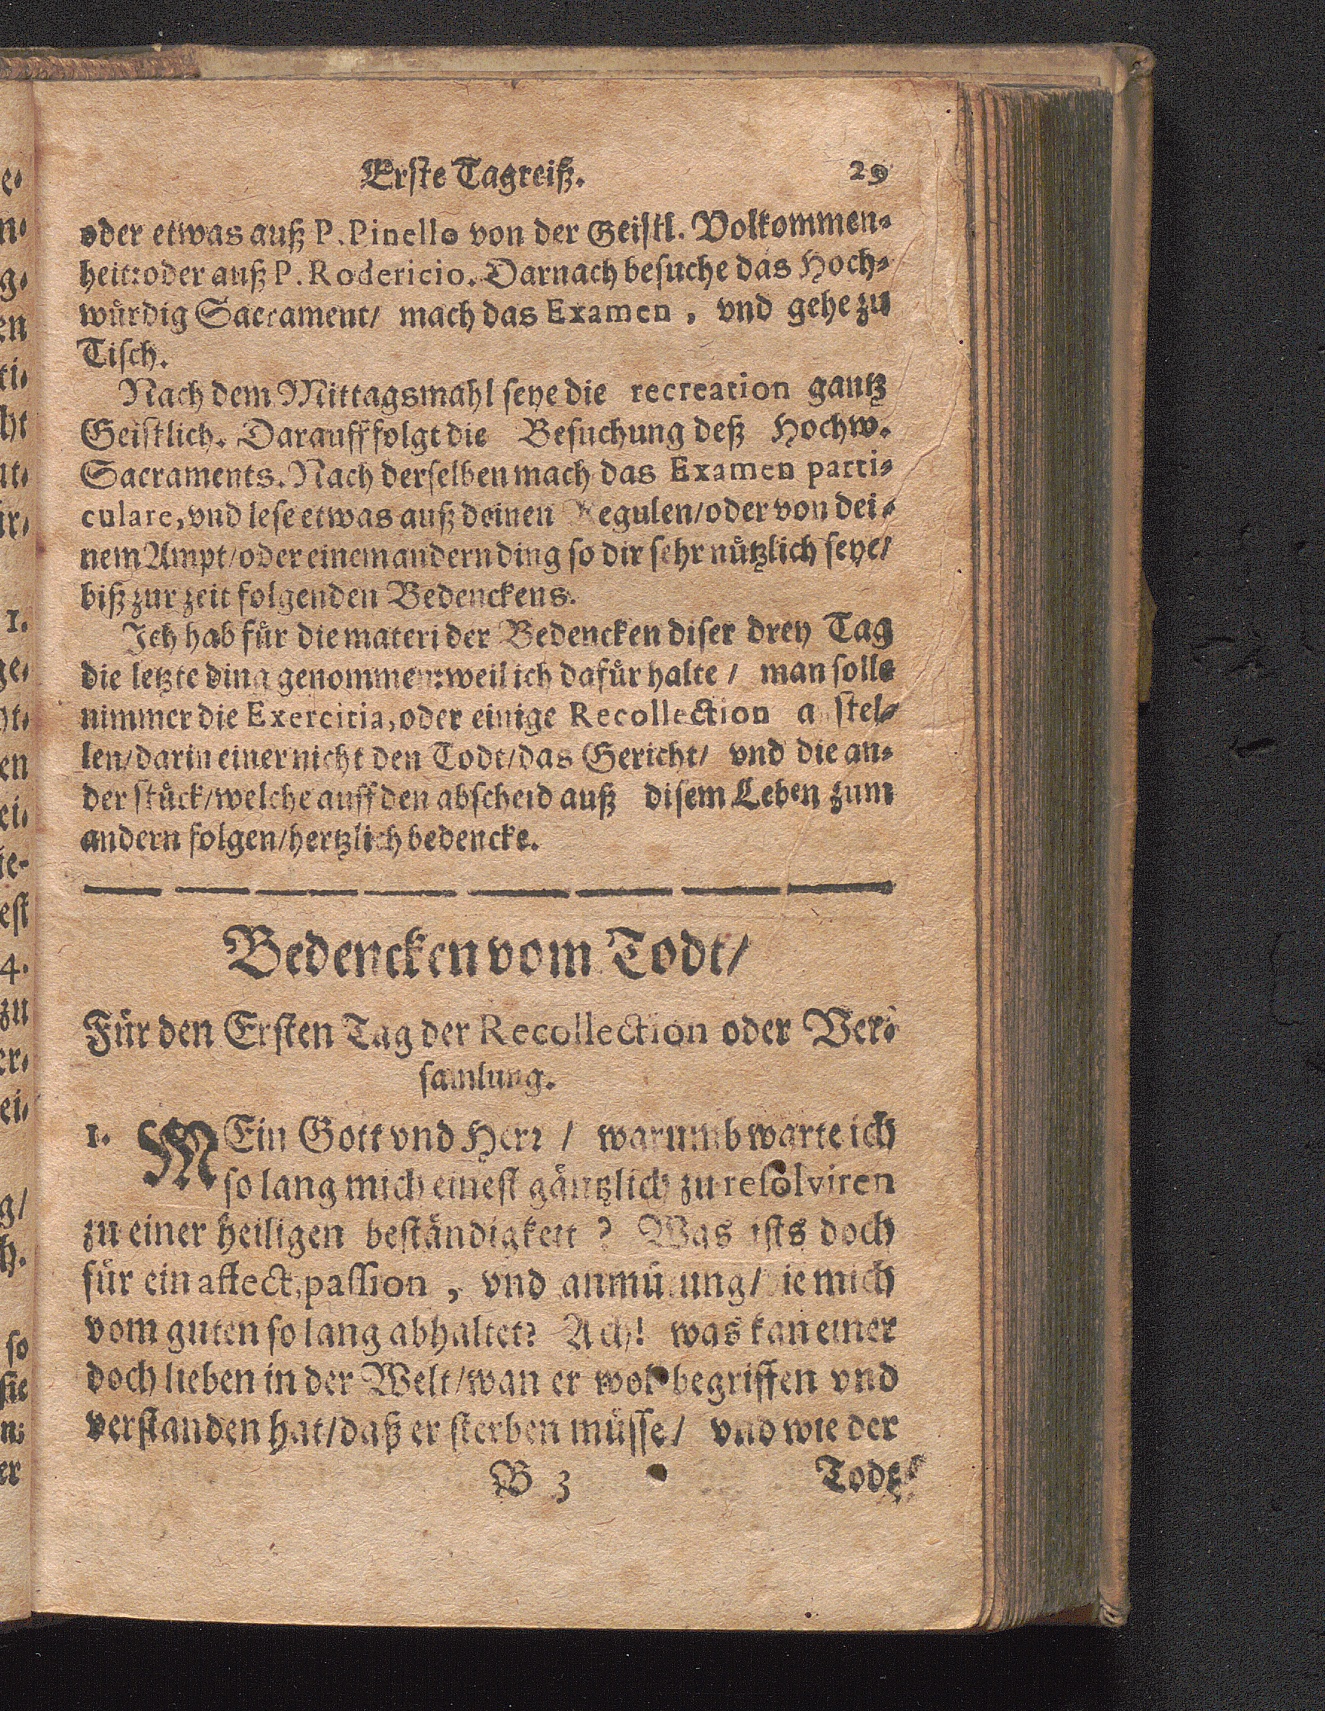 Erste Tagreiß. 29
oder etwas auß P. Pinello von der Geistl. Volkommen-
heit: oder auß P. Rodericio. Darnach besuche das Hoch-
würdig Sacrament/ mach das Examen, vnd gehe zu
Tisch.
Nach dem Mittagsmahl seye die recreation gantz
Geistlich. Darauff folgt die Besuchung deß Hochw.
Sacraments. Nach derselben mach das Examen parti-
culare, vnd lese etwas auß deinen Regulen/ oder von dei-
nem Ampt/ oder einem andern ding so dir sehr nützlich seye/
biß zur zeit folgenden Bedenckens.
Ich hab für die materi der Bedencken diser drey Tag
die letzte ding genommen: weil ich dafür halte / man solle
nimmer die Exercitia, oder einige Recollection anstel-
len/ darin einer nicht den Todt/ das Gericht/ vnd die an-
der stück/ welche auff den abscheid auß disem Leben zum
andern folgen/ hertzlich bedencke.
Bedencken vom Todt/
Für den Ersten Tag der Recollection oder Ver-
samlung.
1. MEin Gott vnd Herr / warumb warte ich
so lang mich einest gäntzlich zu resolviren
zu einer heiligen beständigkeit? Was ists doch
für ein affect, passion, vnd anmütung/ die mich
vom guten so lang abhaltet? Ach! was kan einer
doch lieben in der Welt/ wan er wol begriffen vnd
verstanden hat/ daß er sterben müsse/ vnd wie der
B 3 Todt